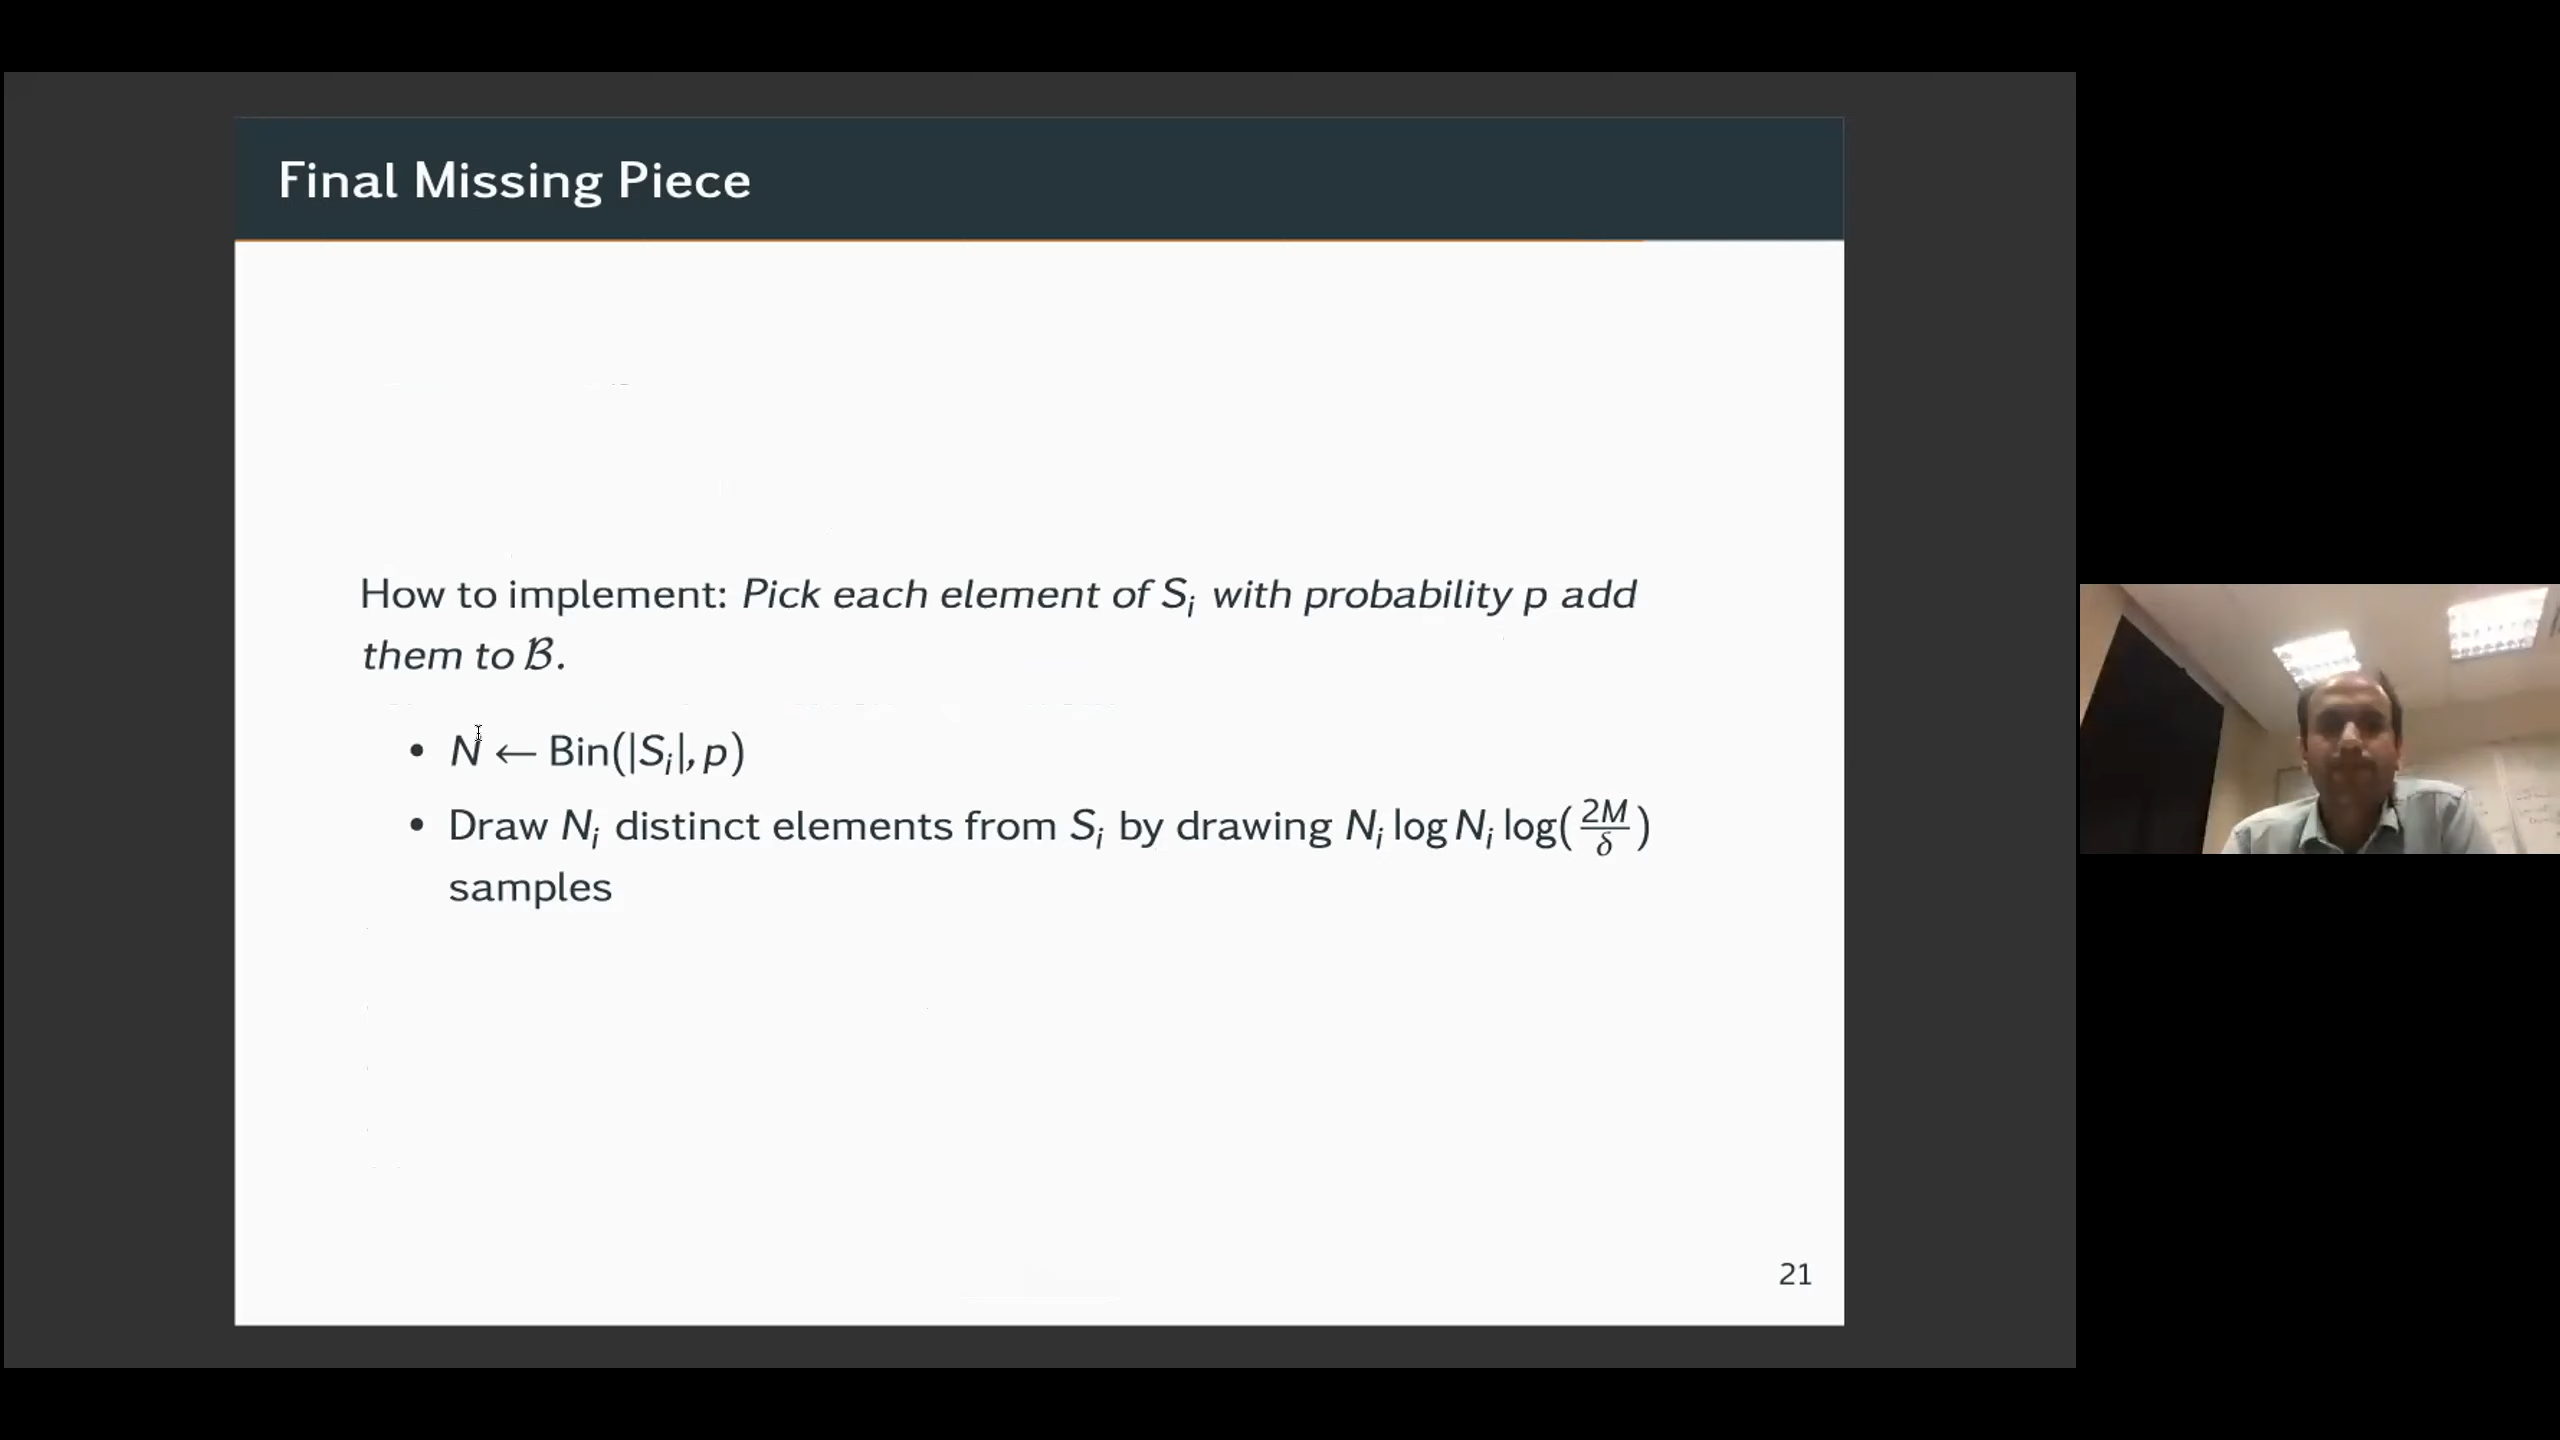 Final Missing Piece
How to implement: Pick each element of Sᵢ with probability p add
them to ℬ.
• N ← Bin(|Sᵢ|, p)
• Draw Nᵢ distinct elements from Sᵢ by drawing Nᵢ log Nᵢ log(2M/δ)
samples
21